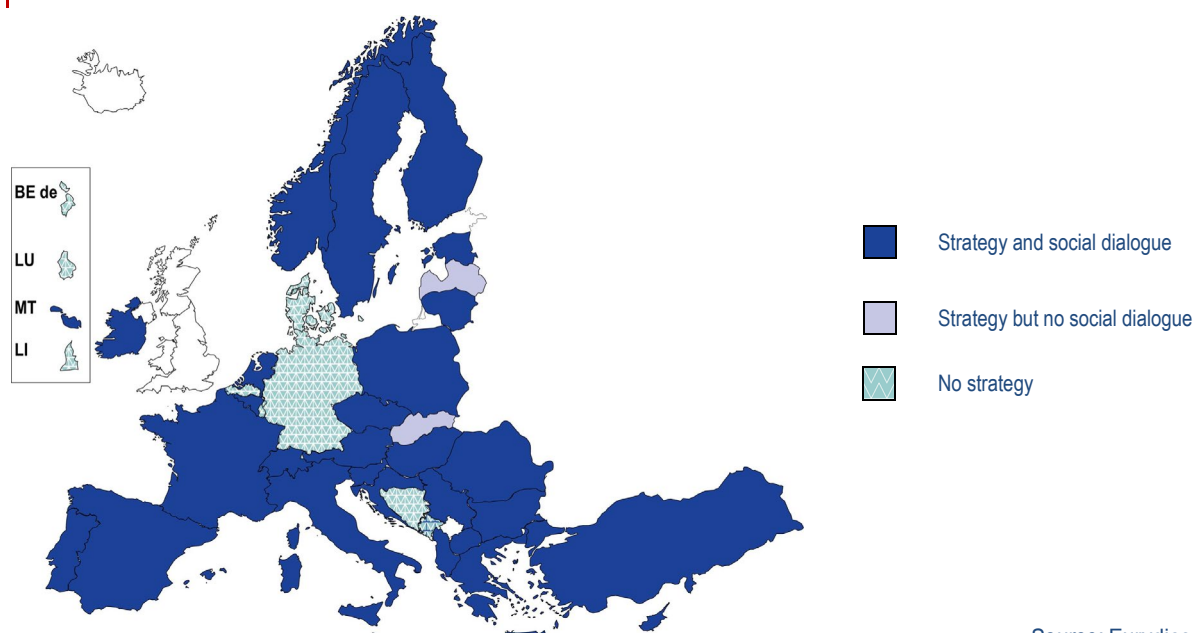 BE de
LU
MT
LI
Strategy and social dialogue
Strategy but no social dialogue
No strategy